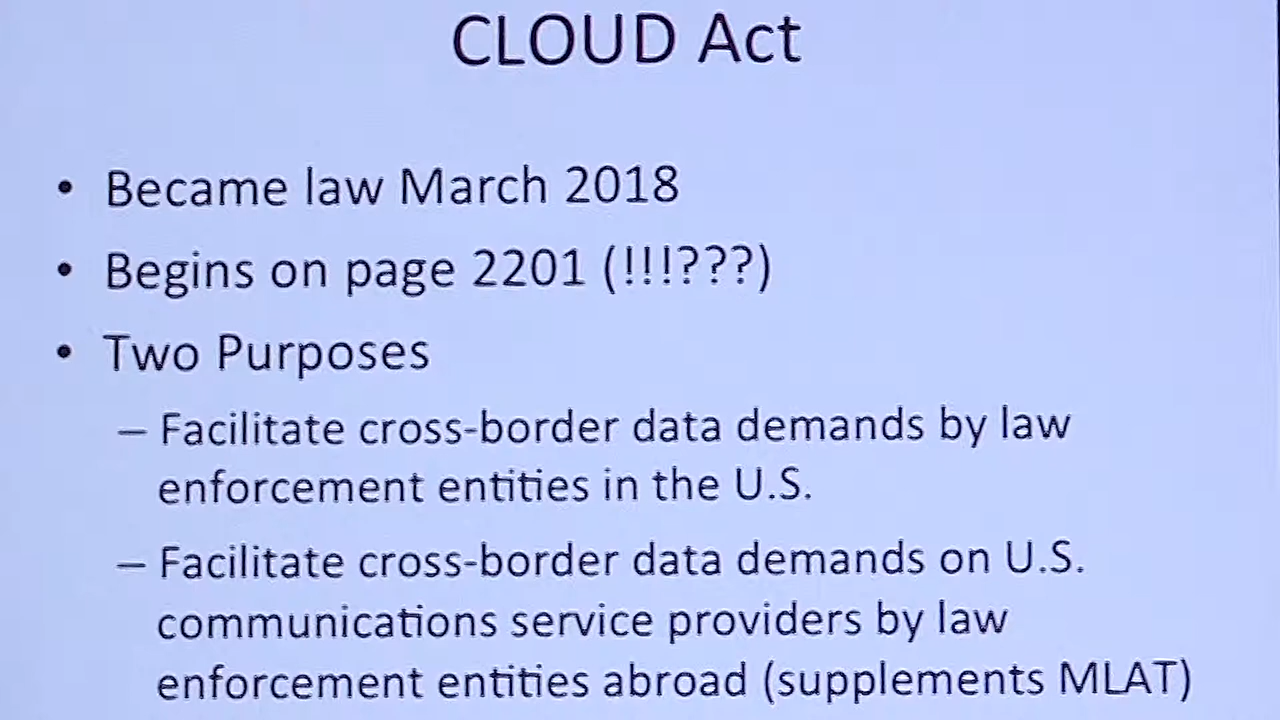 CLOUD Act
• Became law March 2018
• Begins on page 2201 (!!!???)
• Two Purposes
– Facilitate cross-border data demands by law
enforcement entities in the U.S.
– Facilitate cross-border data demands on U.S.
communications service providers by law
enforcement entities abroad (supplements MLAT)